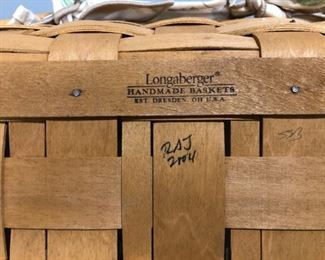 Longaberger®
HANDMADE BASKETS
EST. DRESDEN, OH U.S.A.
RAJ
2004